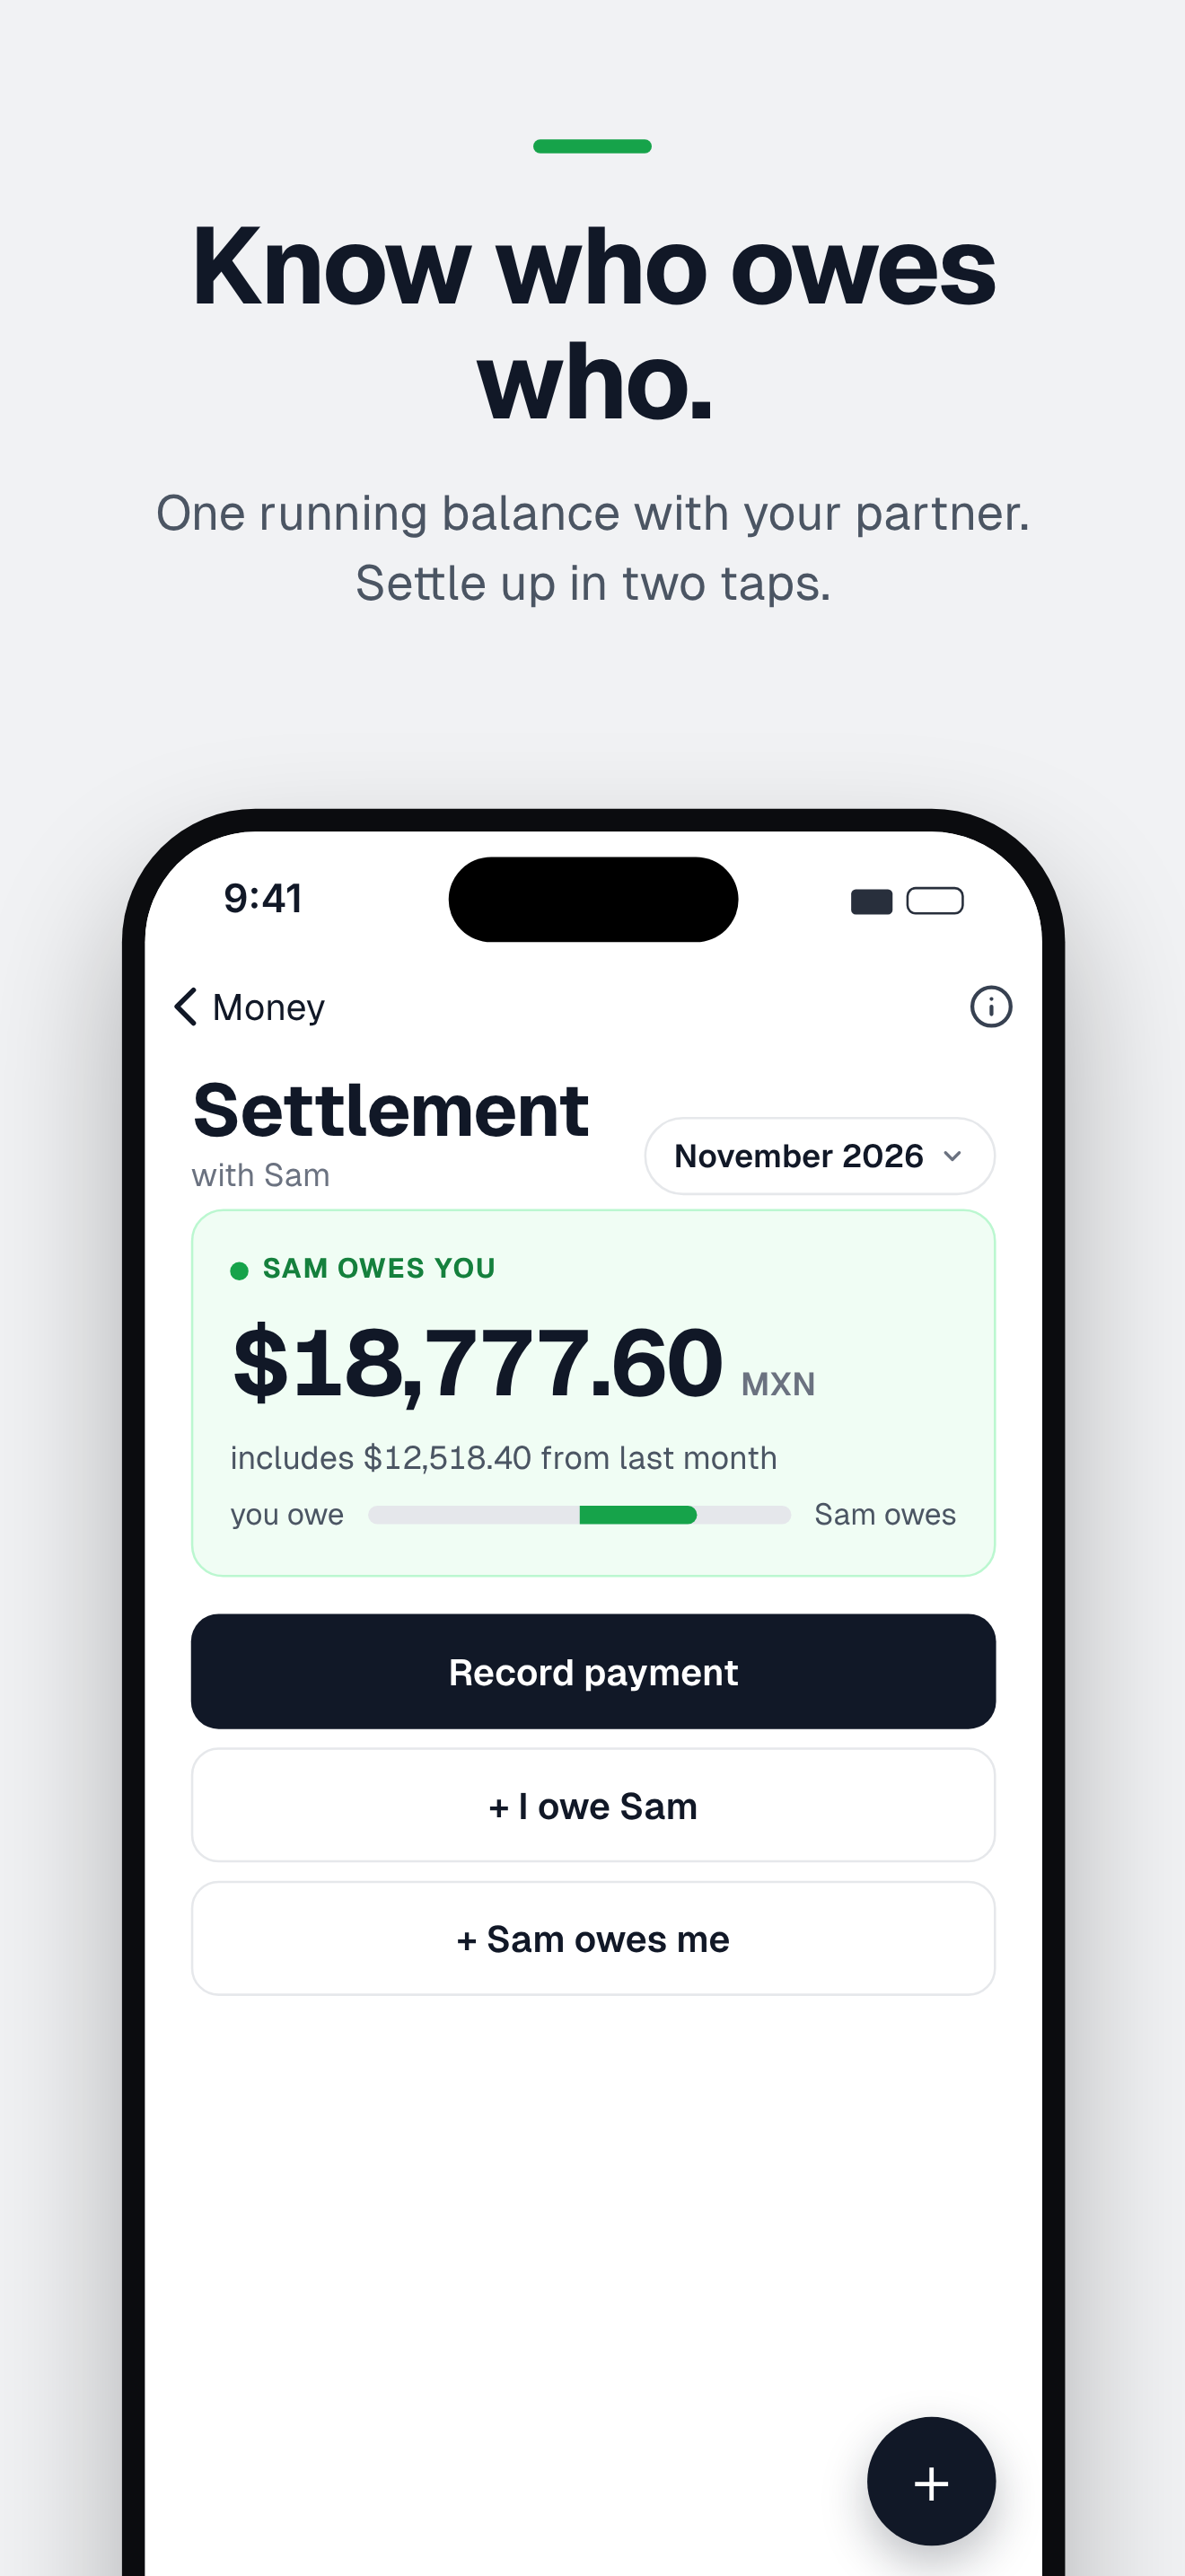 Know who owes
who.
One running balance with your partner.
Settle up in two taps.
9:41
Money
Settlement
with Sam
November 2026
SAM OWES YOU
$18,777.60 MXN
includes $12,518.40 from last month
you owe
Sam owes
Record payment
+ I owe Sam
+ Sam owes me
+